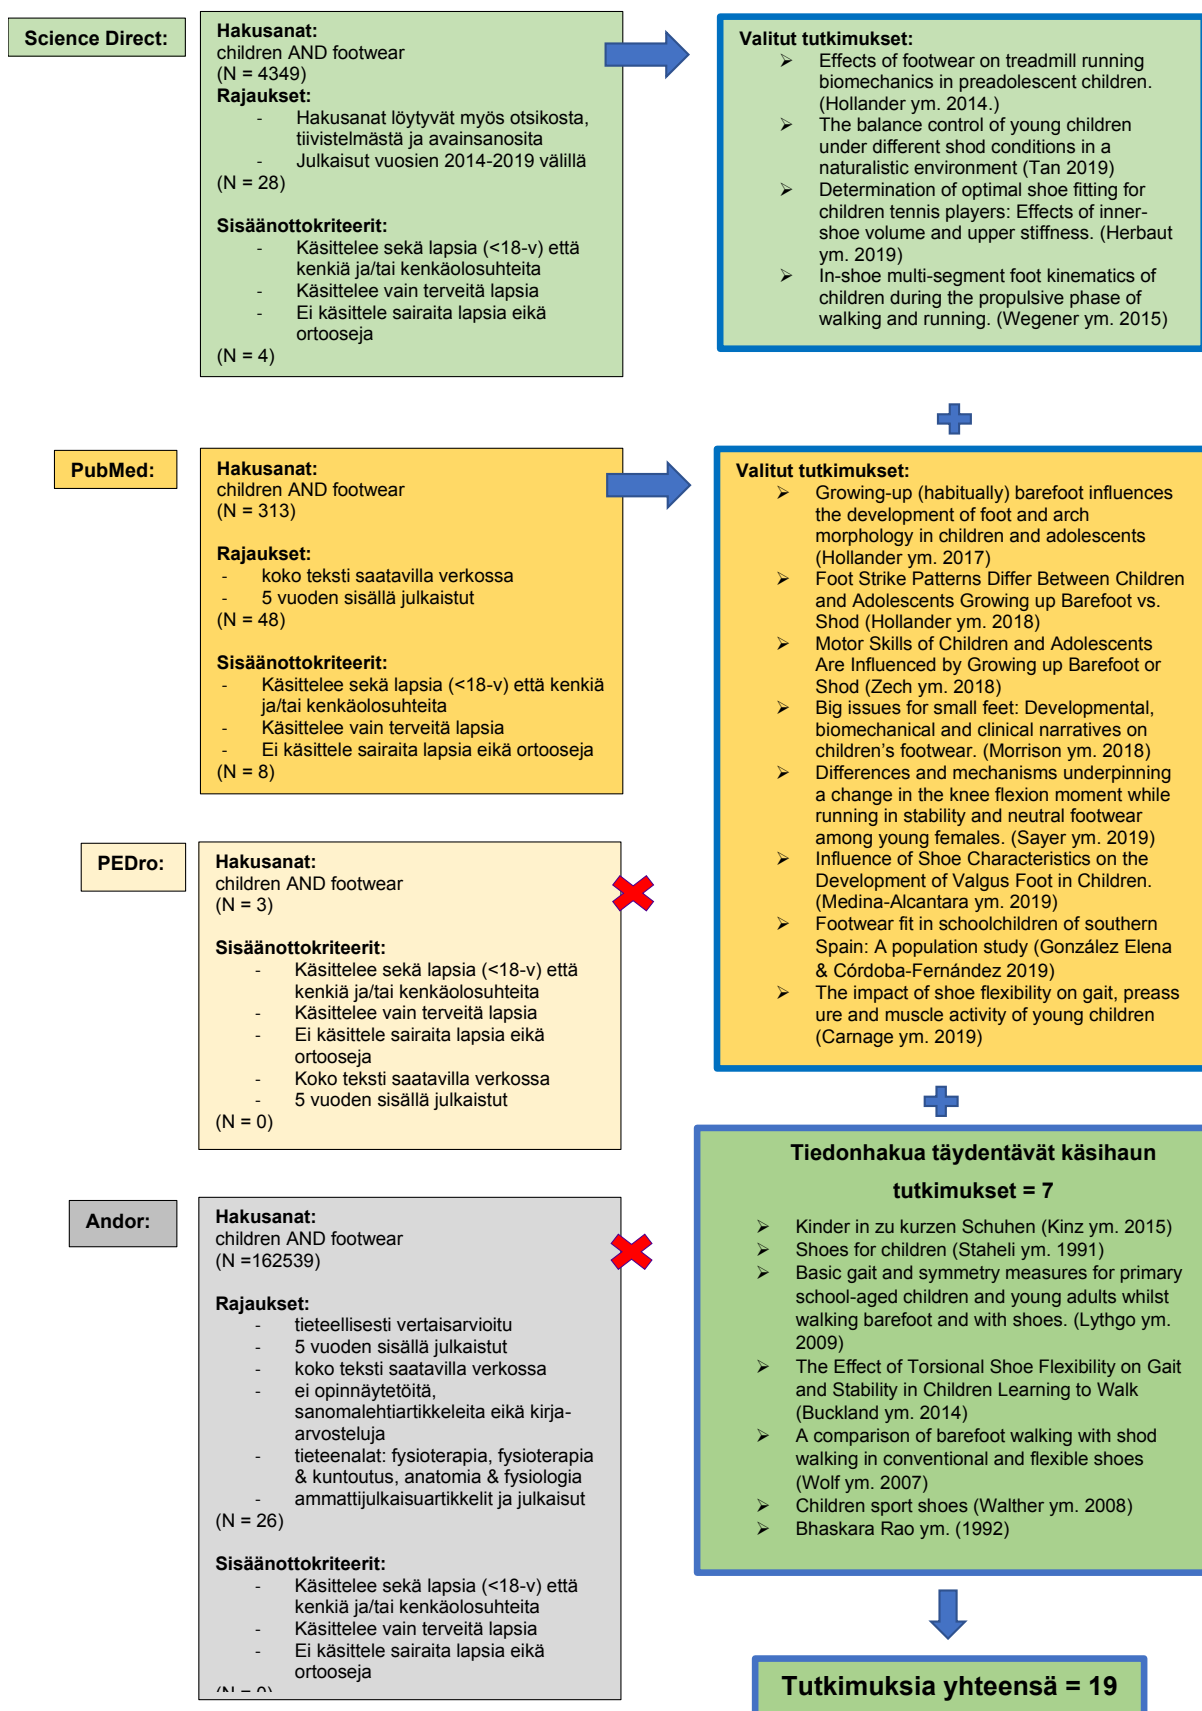 Science Direct:
Hakusanat:
children AND footwear
(N = 4349)
Rajaukset:
- Hakusanat löytyvät myös otsikosta,
tiivistelmästä ja avainsanosita
- Julkaisut vuosien 2014-2019 välillä
(N = 28)
Sisäänottokriteerit:
- Käsittelee sekä lapsia (<18-v) että
kenkiä ja/tai kenkäolosuhteita
- Käsittelee vain terveitä lapsia
- Ei käsittele sairaita lapsia eikä
ortooseja
(N = 4)
Valitut tutkimukset:
➢ Effects of footwear on treadmill running
biomechanics in preadolescent children.
(Hollander ym. 2014.)
➢ The balance control of young children
under different shod conditions in a
naturalistic environment (Tan 2019)
➢ Determination of optimal shoe fitting for
children tennis players: Effects of inner-
shoe volume and upper stiffness. (Herbaut
ym. 2019)
➢ In-shoe multi-segment foot kinematics of
children during the propulsive phase of
walking and running. (Wegener ym. 2015)
PubMed:
Hakusanat:
children AND footwear
(N = 313)
Rajaukset:
- koko teksti saatavilla verkossa
- 5 vuoden sisällä julkaistut
(N = 48)
Sisäänottokriteerit:
- Käsittelee sekä lapsia (<18-v) että kenkiä
ja/tai kenkäolosuhteita
- Käsittelee vain terveitä lapsia
- Ei käsittele sairaita lapsia eikä ortooseja
(N = 8)
Valitut tutkimukset:
➢ Growing-up (habitually) barefoot influences
the development of foot and arch
morphology in children and adolescents
(Hollander ym. 2017)
➢ Foot Strike Patterns Differ Between Children
and Adolescents Growing up Barefoot vs.
Shod (Hollander ym. 2018)
➢ Motor Skills of Children and Adolescents
Are Influenced by Growing up Barefoot or
Shod (Zech ym. 2018)
➢ Big issues for small feet: Developmental,
biomechanical and clinical narratives on
children's footwear. (Morrison ym. 2018)
➢ Differences and mechanisms underpinning
a change in the knee flexion moment while
running in stability and neutral footwear
among young females. (Sayer ym. 2019)
➢ Influence of Shoe Characteristics on the
Development of Valgus Foot in Children.
(Medina-Alcantara ym. 2019)
➢ Footwear fit in schoolchildren of southern
Spain: A population study (González Elena
& Córdoba-Fernández 2019)
➢ The impact of shoe flexibility on gait, preass
ure and muscle activity of young children
(Carnage ym. 2019)
PEDro:
Hakusanat:
children AND footwear
(N = 3)
Sisäänottokriteerit:
- Käsittelee sekä lapsia (<18-v) että
kenkiä ja/tai kenkäolosuhteita
- Käsittelee vain terveitä lapsia
- Ei käsittele sairaita lapsia eikä
ortooseja
- Koko teksti saatavilla verkossa
- 5 vuoden sisällä julkaistut
(N = 0)
Andor:
Hakusanat:
children AND footwear
(N =162539)
Rajaukset:
- tieteellisesti vertaisarvioitu
- 5 vuoden sisällä julkaistut
- koko teksti saatavilla verkossa
- ei opinnäytetöitä,
sanomalehtiartikkeleita eikä kirja-
arvosteluja
- tieteenalat: fysioterapia, fysioterapia
& kuntoutus, anatomia & fysiologia
- ammattijulkaisuartikkelit ja julkaisut
(N = 26)
Sisäänottokriteerit:
- Käsittelee sekä lapsia (<18-v) että
kenkiä ja/tai kenkäolosuhteita
- Käsittelee vain terveitä lapsia
- Ei käsittele sairaita lapsia eikä
ortooseja
(N = 0)
Tiedonhakua täydentävät käsihaun
tutkimukset = 7
➢ Kinder in zu kurzen Schuhen (Kinz ym. 2015)
➢ Shoes for children (Staheli ym. 1991)
➢ Basic gait and symmetry measures for primary
school-aged children and young adults whilst
walking barefoot and with shoes. (Lythgo ym.
2009)
➢ The Effect of Torsional Shoe Flexibility on Gait
and Stability in Children Learning to Walk
(Buckland ym. 2014)
➢ A comparison of barefoot walking with shod
walking in conventional and flexible shoes
(Wolf ym. 2007)
➢ Children sport shoes (Walther ym. 2008)
➢ Bhaskara Rao ym. (1992)
Tutkimuksia yhteensä = 19